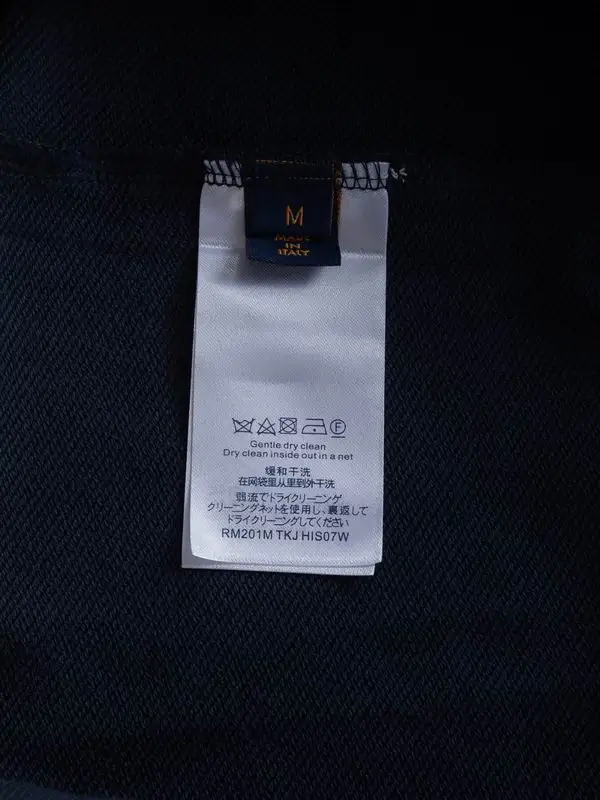 M
MADE
IN
ITALY
Gentle dry clean
Dry clean inside out in a net
缓和干洗
在网袋里从里到外干洗
弱流でドライクリーニング
クリーニングネットを使用し、裏返して
ドライクリーニングしてください
RM201M TKJ HIS07W